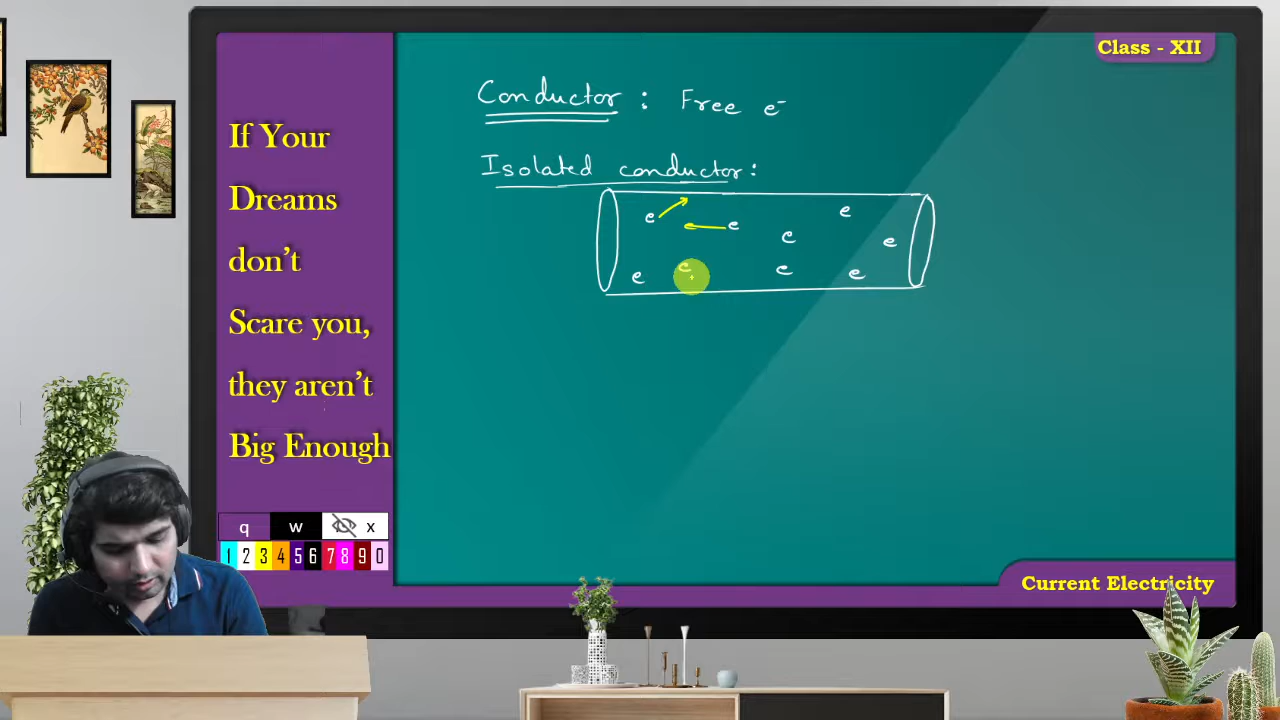 Class - XII
If Your
Dreams
don't
Scare you,
they aren't
Big Enough
Conductor : Free e⁻
Isolated conductor:
e e e e e e
e e e e
q w x
1 2 3 4 5 6 7 8 9 0
Current Electricity